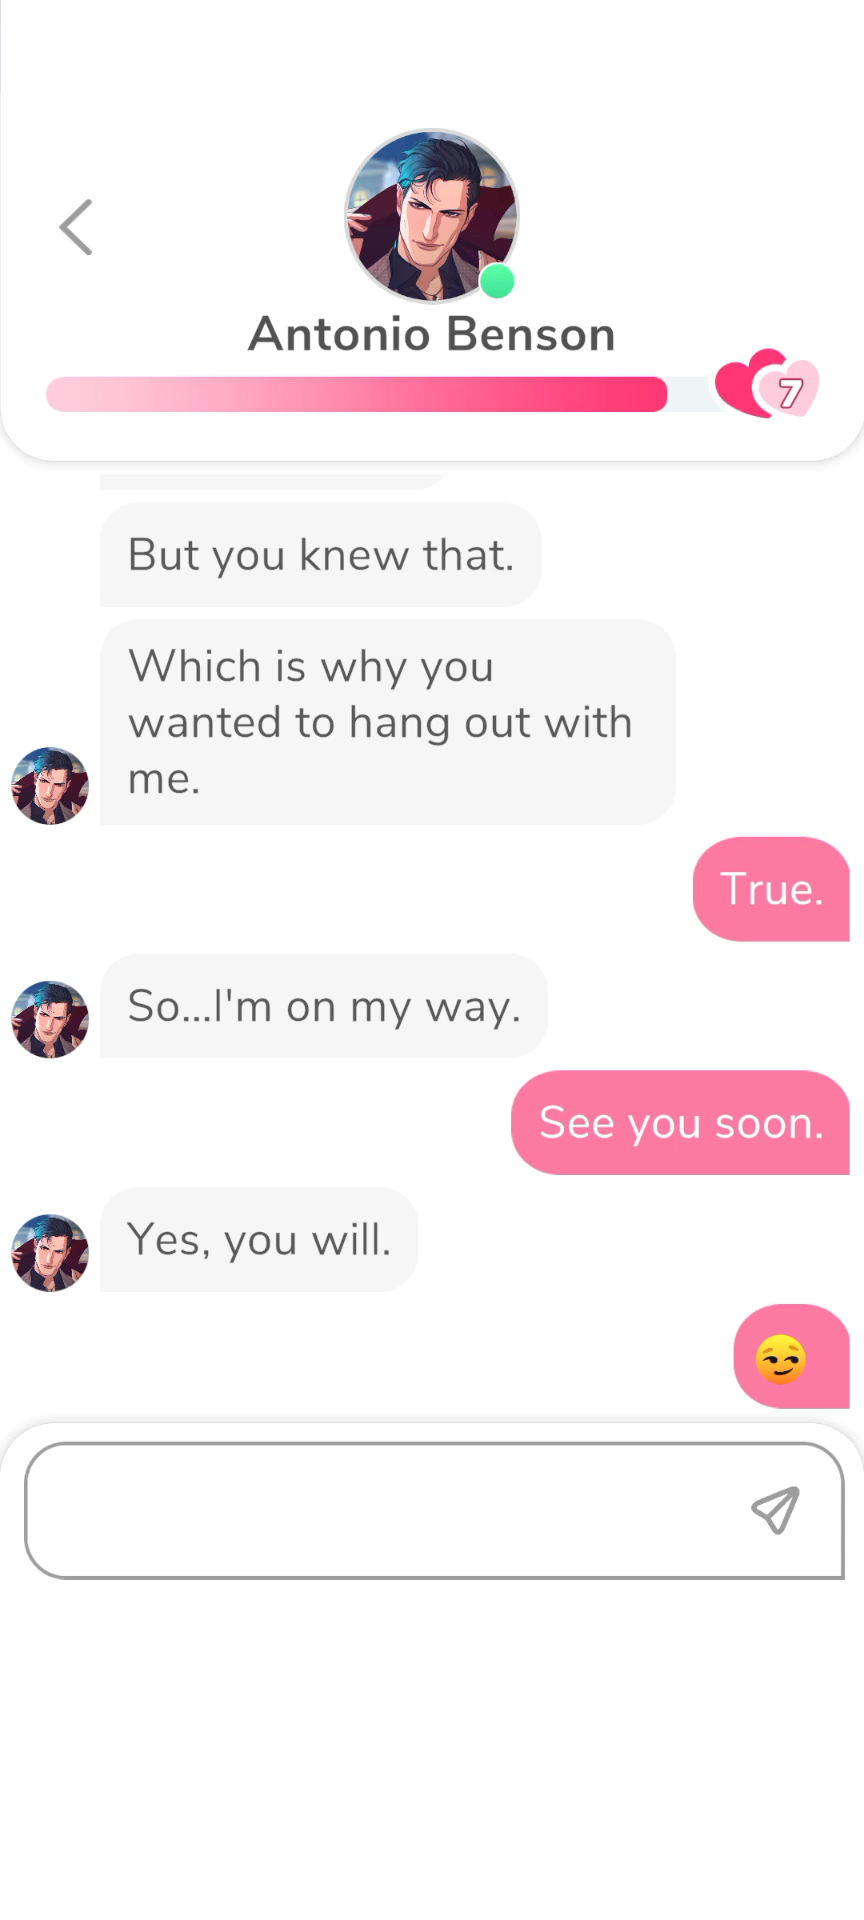 Antonio Benson
7
But you knew that.
Which is why you
wanted to hang out with
me.
True.
So...I'm on my way.
See you soon.
Yes, you will.
😏